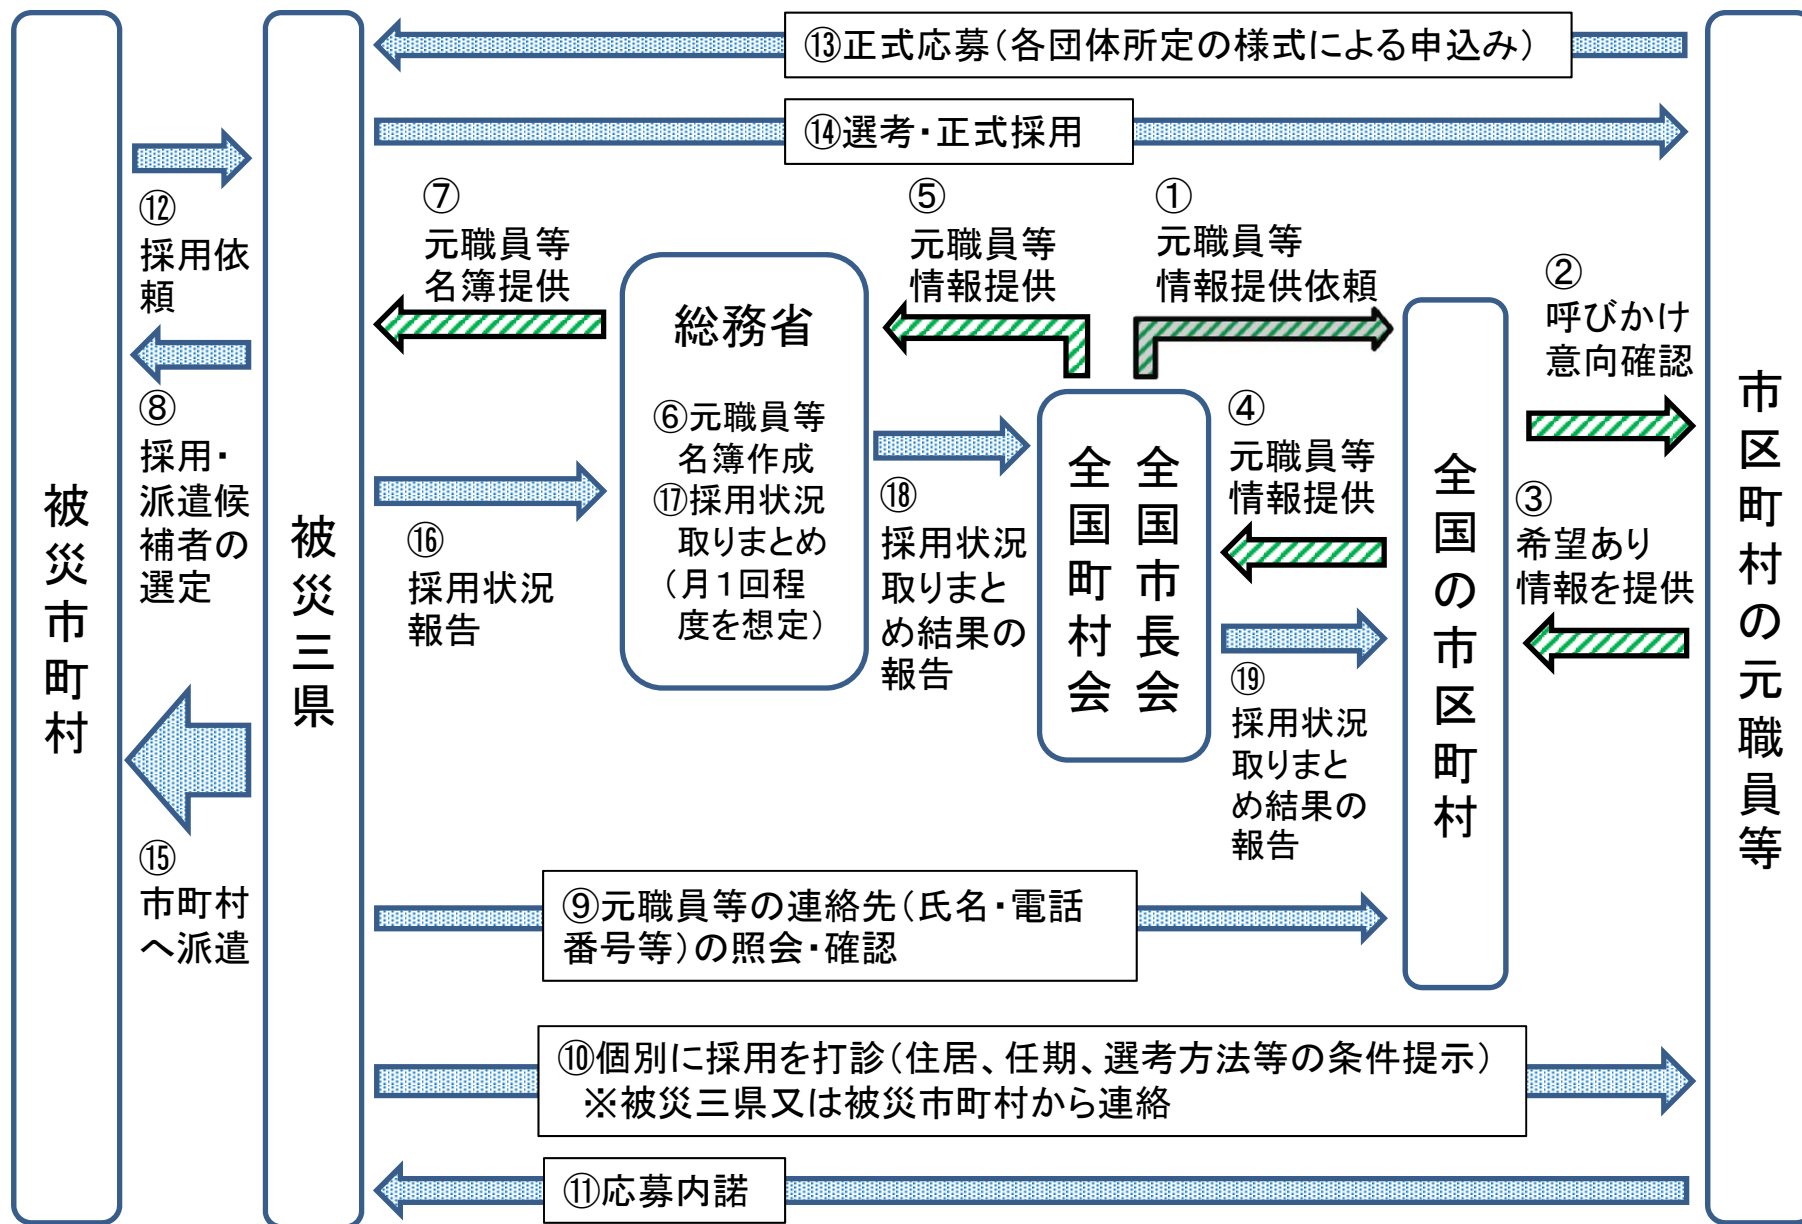 ⑬正式応募（各団体所定の様式による申込み）
⑭選考・正式採用
⑫
採用依
頼
⑧
採用・
派遣候
補者の
選定
⑮
市町村
へ派遣
被災市町村
被災三県
⑦
元職員等
名簿提供
⑤
元職員等
情報提供
①
元職員等
情報提供依頼
②
呼びかけ
意向確認
総務省
⑥元職員等
名簿作成
⑰採用状況
取りまとめ
（月１回程
度を想定）
⑯
採用状況
報告
⑱
採用状況
取りまと
め結果の
報告
全国市長会
全国町村会
④
元職員等
情報提供
⑲
採用状況
取りまと
め結果の
報告
全国の市区町村
③
希望あり
情報を提供
市区町村の元職員等
⑨元職員等の連絡先（氏名・電話
番号等）の照会・確認
⑩個別に採用を打診（住居、任期、選考方法等の条件提示）
※被災三県又は被災市町村から連絡
⑪応募内諾